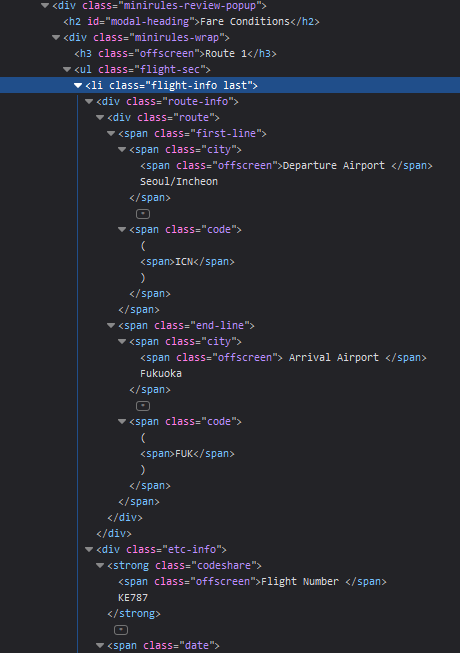 <div class="minirules-review-popup">
<h2 id="modal-heading">Fare Conditions</h2>
<div class="minirules-wrap">
<h3 class="offscreen">Route 1</h3>
<ul class="flight-sec">
<li class="flight-info last">
<div class="route-info">
<div class="route">
<span class="first-line">
<span class="city">
<span class="offscreen">Departure Airport </span>
Seoul/Incheon
</span>
<span class="code">
(
<span>ICN</span>
)
</span>
</span>
<span class="end-line">
<span class="city">
<span class="offscreen"> Arrival Airport </span>
Fukuoka
</span>
<span class="code">
(
<span>FUK</span>
)
</span>
</span>
</div>
</div>
<div class="etc-info">
<strong class="codeshare">
<span class="offscreen">Flight Number </span>
KE787
</strong>
<span class="date">